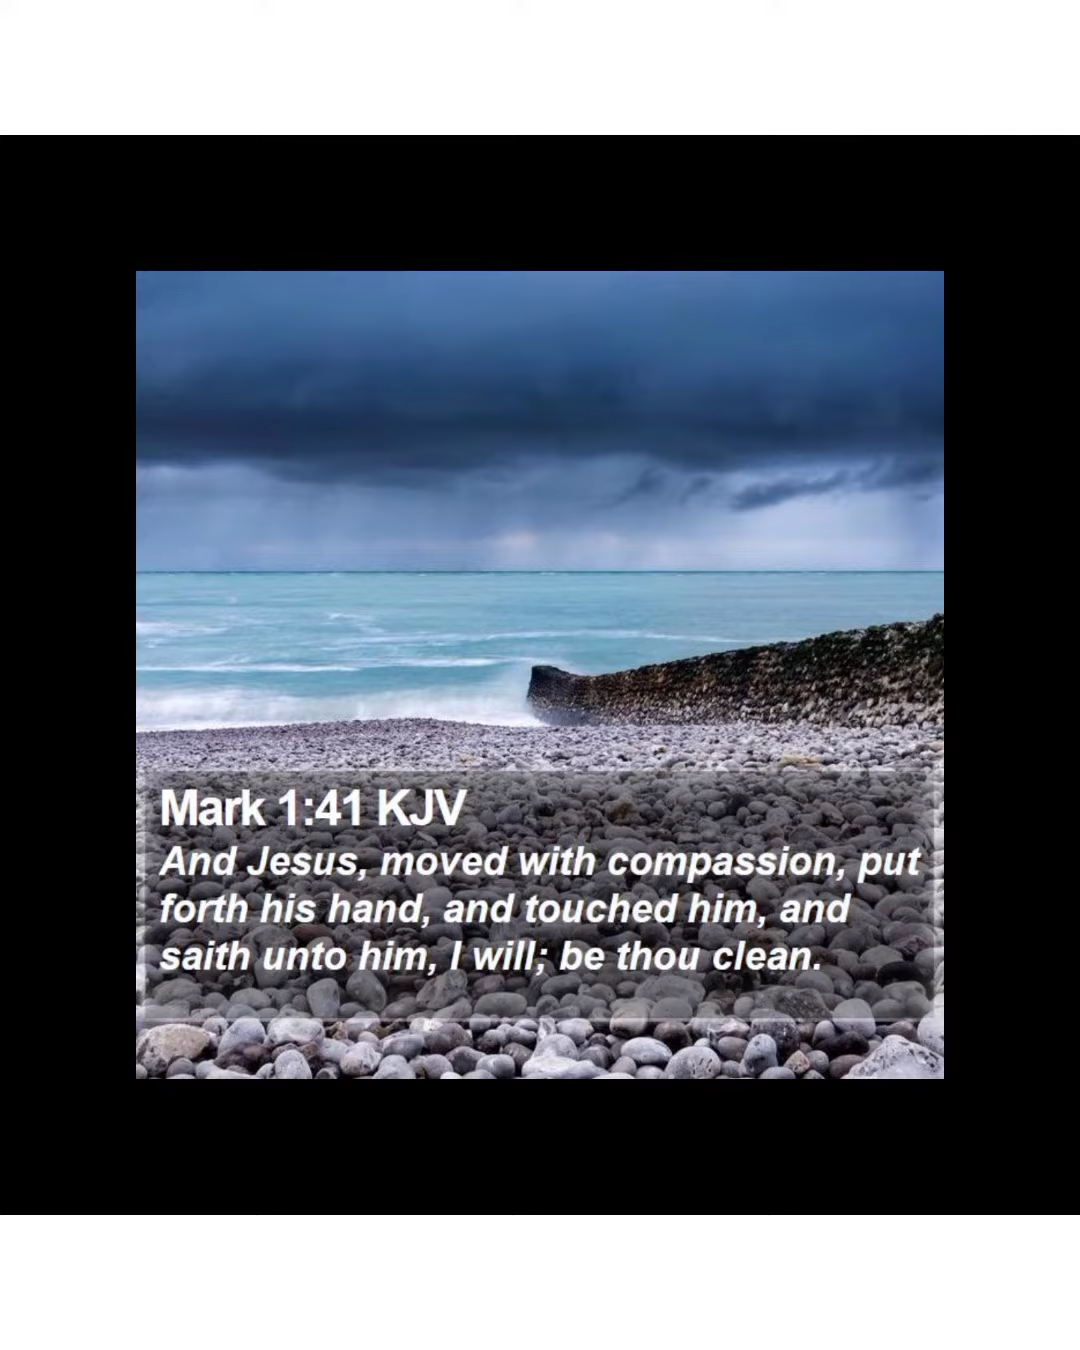 Mark 1:41 KJV
And Jesus, moved with compassion, put
forth his hand, and touched him, and
saith unto him, I will; be thou clean.